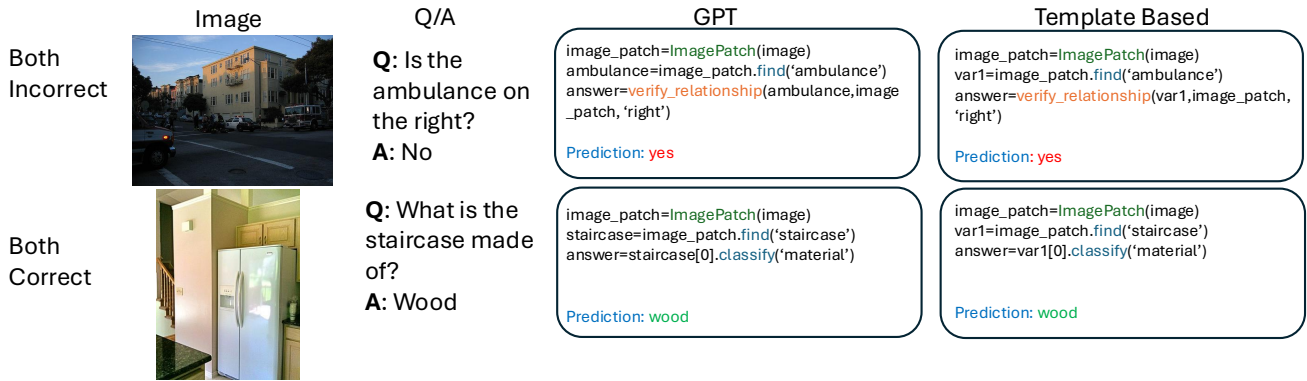 Image
Q/A
GPT
Template Based
Both
Incorrect
Q: Is the
ambulance on
the right?
A: No
image_patch=ImagePatch(image)
ambulance=image_patch.find(‘ambulance’)
answer=verify_relationship(ambulance,image
_patch, ‘right’)
Prediction: yes
image_patch=ImagePatch(image)
var1=image_patch.find(‘ambulance’)
answer=verify_relationship(var1,image_patch,
‘right’)
Prediction: yes
Both
Correct
Q: What is the
staircase made
of?
A: Wood
image_patch=ImagePatch(image)
staircase=image_patch.find(‘staircase’)
answer=staircase[0].classify(‘material’)
Prediction: wood
image_patch=ImagePatch(image)
var1=image_patch.find(‘staircase’)
answer=var1[0].classify(‘material’)
Prediction: wood